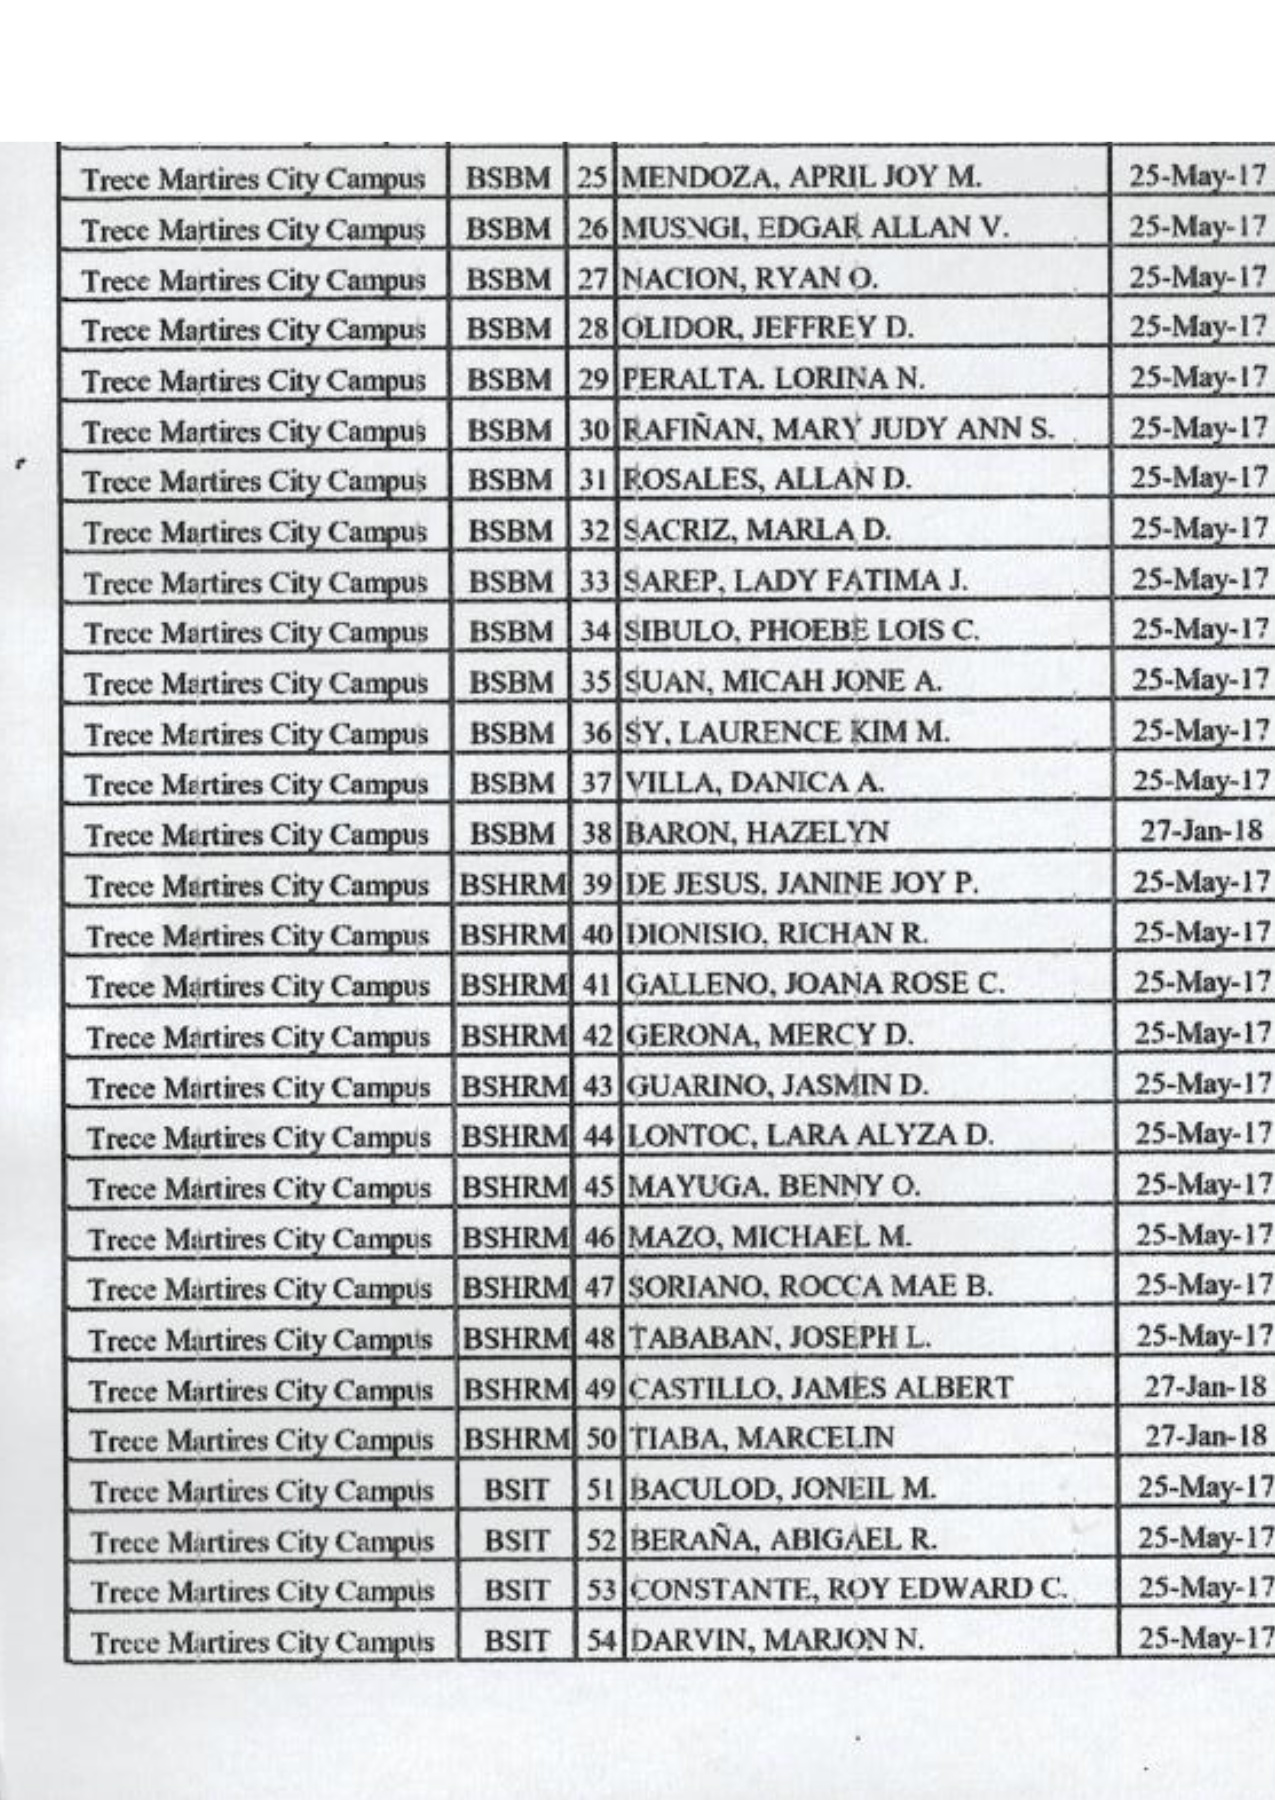 Trece Martires City Campus BSBM 25 MENDOZA, APRIL JOY M. 25-May-17
Trece Martires City Campus BSBM 26 MUSNGI, EDGAR ALLAN V. 25-May-17
Trece Martires City Campus BSBM 27 NACION, RYAN O. 25-May-17
Trece Martires City Campus BSBM 28 OLIDOR, JEFFREY D. 25-May-17
Trece Martires City Campus BSBM 29 PERALTA. LORINA N. 25-May-17
Trece Martires City Campus BSBM 30 RAFIÑAN, MARY JUDY ANN S. 25-May-17
Trece Martires City Campus BSBM 31 ROSALES, ALLAN D. 25-May-17
Trece Martires City Campus BSBM 32 SACRIZ, MARLA D. 25-May-17
Trece Martires City Campus BSBM 33 SAREP, LADY FATIMA J. 25-May-17
Trece Martires City Campus BSBM 34 SIBULO, PHOEBE LOIS C. 25-May-17
Trece Martires City Campus BSBM 35 SUAN, MICAH JONE A. 25-May-17
Trece Martires City Campus BSBM 36 SY, LAURENCE KIM M. 25-May-17
Trece Martires City Campus BSBM 37 VILLA, DANICA A. 25-May-17
Trece Martires City Campus BSBM 38 BARON, HAZELYN 27-Jan-18
Trece Martires City Campus BSHRM 39 DE JESUS, JANINE JOY P. 25-May-17
Trece Martires City Campus BSHRM 40 DIONISIO, RICHAN R. 25-May-17
Trece Martires City Campus BSHRM 41 GALLENO, JOANA ROSE C. 25-May-17
Trece Martires City Campus BSHRM 42 GERONA, MERCY D. 25-May-17
Trece Martires City Campus BSHRM 43 GUARINO, JASMIN D. 25-May-17
Trece Martires City Campus BSHRM 44 LONTOC, LARA ALYZA D. 25-May-17
Trece Martires City Campus BSHRM 45 MAYUGA, BENNY O. 25-May-17
Trece Martires City Campus BSHRM 46 MAZO, MICHAEL M. 25-May-17
Trece Martires City Campus BSHRM 47 SORIANO, ROCCA MAE B. 25-May-17
Trece Martires City Campus BSHRM 48 TABABAN, JOSEPH L. 25-May-17
Trece Martires City Campus BSHRM 49 CASTILLO, JAMES ALBERT 27-Jan-18
Trece Martires City Campus BSHRM 50 TIABA, MARCELIN 27-Jan-18
Trece Martires City Campus BSIT 51 BACULOD, JONEIL M. 25-May-17
Trece Martires City Campus BSIT 52 BERAÑA, ABIGAEL R. 25-May-17
Trece Martires City Campus BSIT 53 CONSTANTE, ROY EDWARD C. 25-May-17
Trece Martires City Campus BSIT 54 DARVIN, MARJON N. 25-May-17